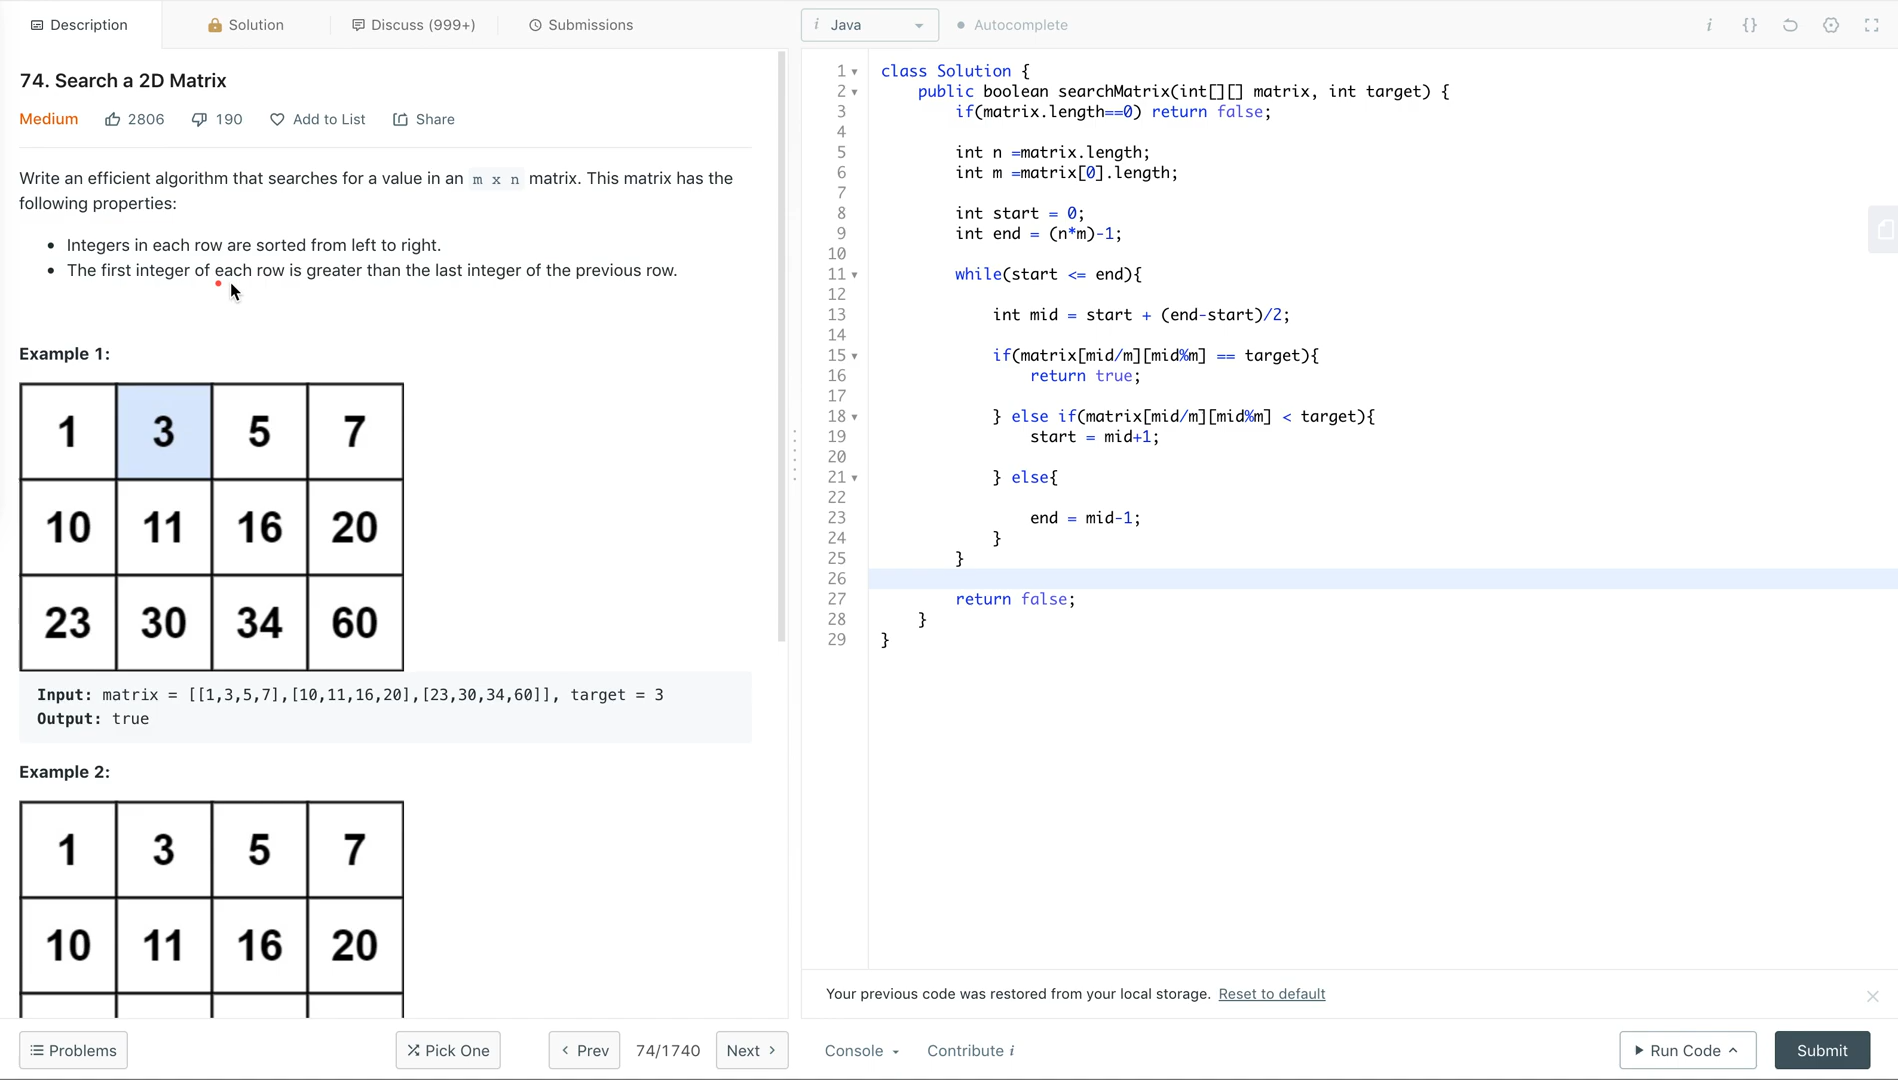 Description
Solution
Discuss (999+)
Submissions
i Java
Autocomplete
i {}
74. Search a 2D Matrix
Medium 2806 190 Add to List Share
Write an efficient algorithm that searches for a value in an m x n matrix. This matrix has the
following properties:
• Integers in each row are sorted from left to right.
• The first integer of each row is greater than the last integer of the previous row.
Example 1:
1 3 5 7
10 11 16 20
23 30 34 60
Input: matrix = [[1,3,5,7],[10,11,16,20],[23,30,34,60]], target = 3
Output: true
Example 2:
1 3 5 7
10 11 16 20
1 class Solution {
2 public boolean searchMatrix(int[][] matrix, int target) {
3 if(matrix.length==0) return false;
4
5 int n =matrix.length;
6 int m =matrix[0].length;
7
8 int start = 0;
9 int end = (n*m)-1;
10
11 while(start <= end){
12
13 int mid = start + (end-start)/2;
14
15 if(matrix[mid/m][mid%m] == target){
16 return true;
17
18 } else if(matrix[mid/m][mid%m] < target){
19 start = mid+1;
20
21 } else{
22
23 end = mid-1;
24 }
25 }
26
27 return false;
28 }
29 }
Your previous code was restored from your local storage. Reset to default
Problems
Pick One
< Prev
74/1740
Next >
Console
Contribute i
Run Code
Submit